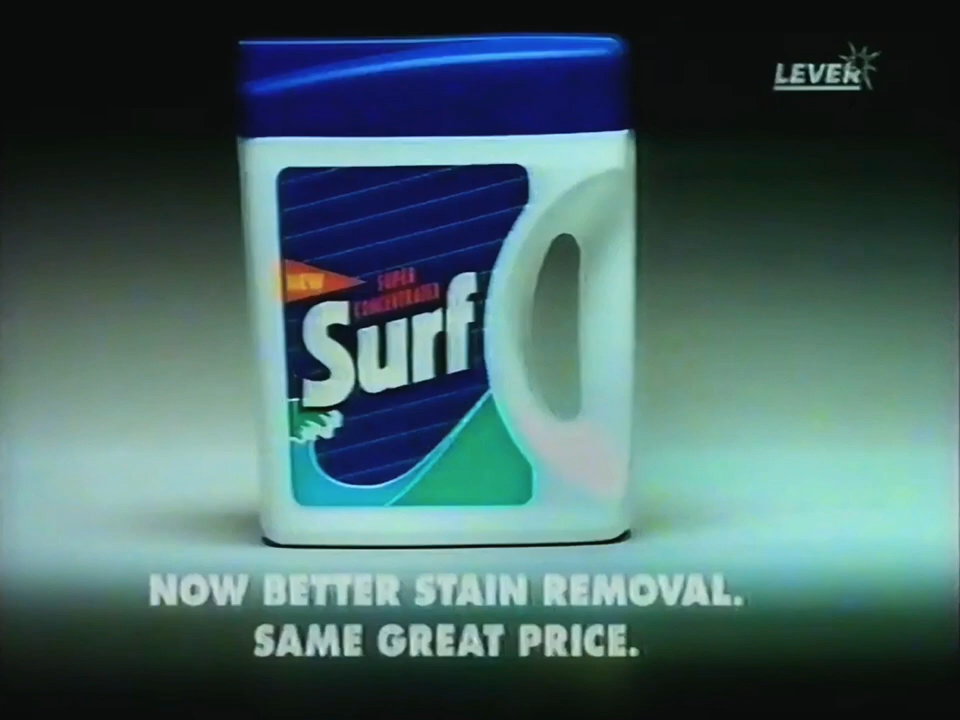 LEVER
NEW
SUPER
CONCENTRATED
Surf
NOW BETTER STAIN REMOVAL.
SAME GREAT PRICE.